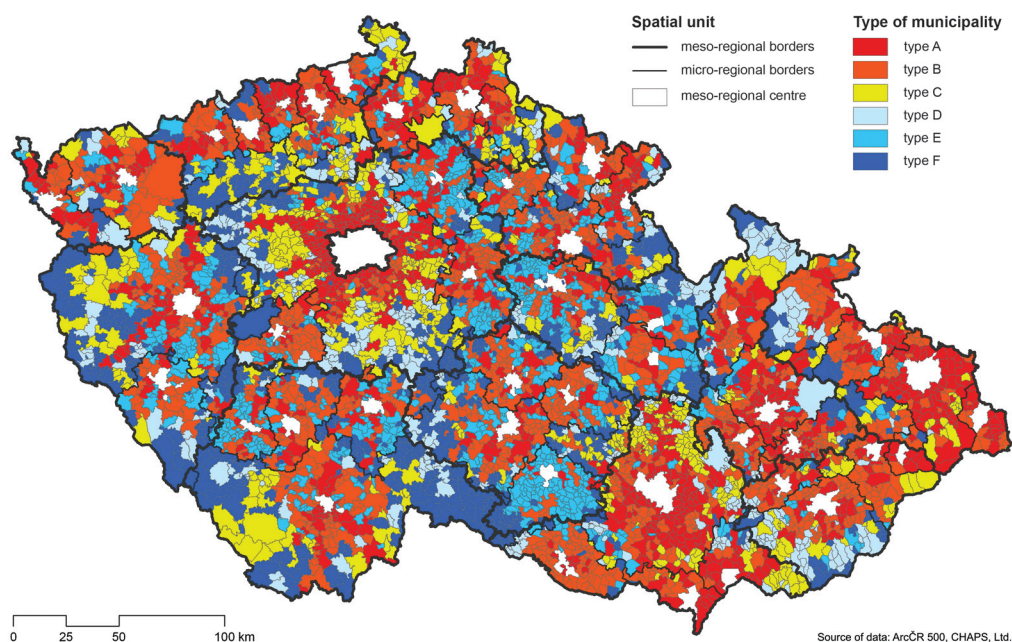 Spatial unit
meso-regional borders
micro-regional borders
meso-regional centre
Type of municipality
type A
type B
type C
type D
type E
type F
0 25 50 100 km
Source of data: ArcČR 500, CHAPS, Ltd.